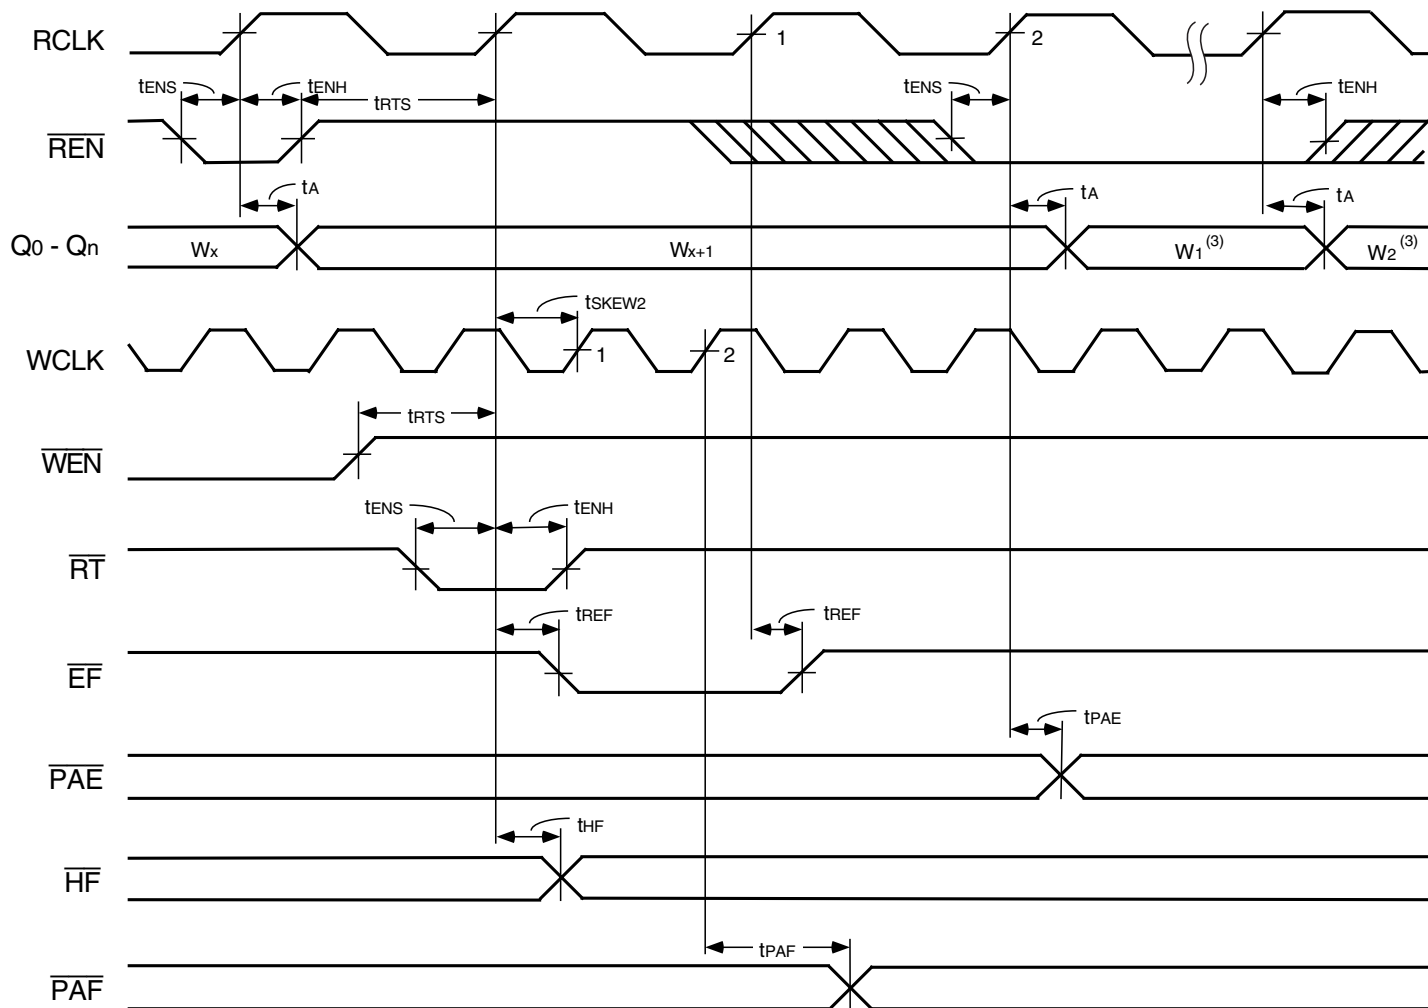 RCLK
1
2
tENS
tENH
tRTS
tENS
tENH
REN
tA
tA
tA
Q0 - Qn
Wx
Wx+1
W1(3)
W2(3)
tSKEW2
WCLK
1
2
tRTS
WEN
tENS
tENH
RT
tREF
tREF
EF
tPAE
PAE
tHF
HF
tPAF
PAF